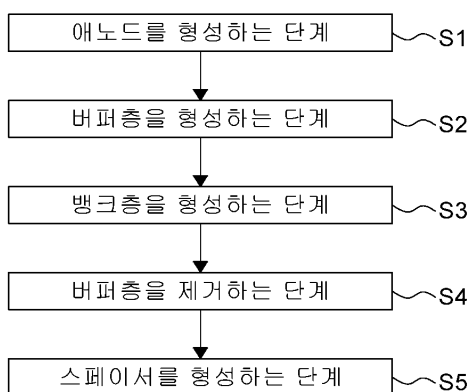 애노드를 형성하는 단계 S1
버퍼층을 형성하는 단계 S2
뱅크층을 형성하는 단계 S3
버퍼층을 제거하는 단계 S4
스페이서를 형성하는 단계 S5